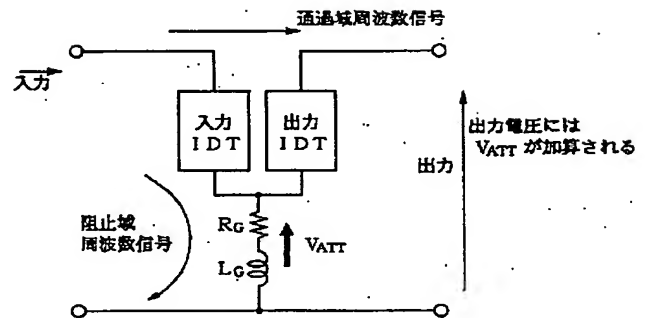 通過域周波数信号
入力
入力
IDT
出力
IDT
出力電圧には
VATT が加算される
出力
阻止域
周波数信号
RG
VATT
LG